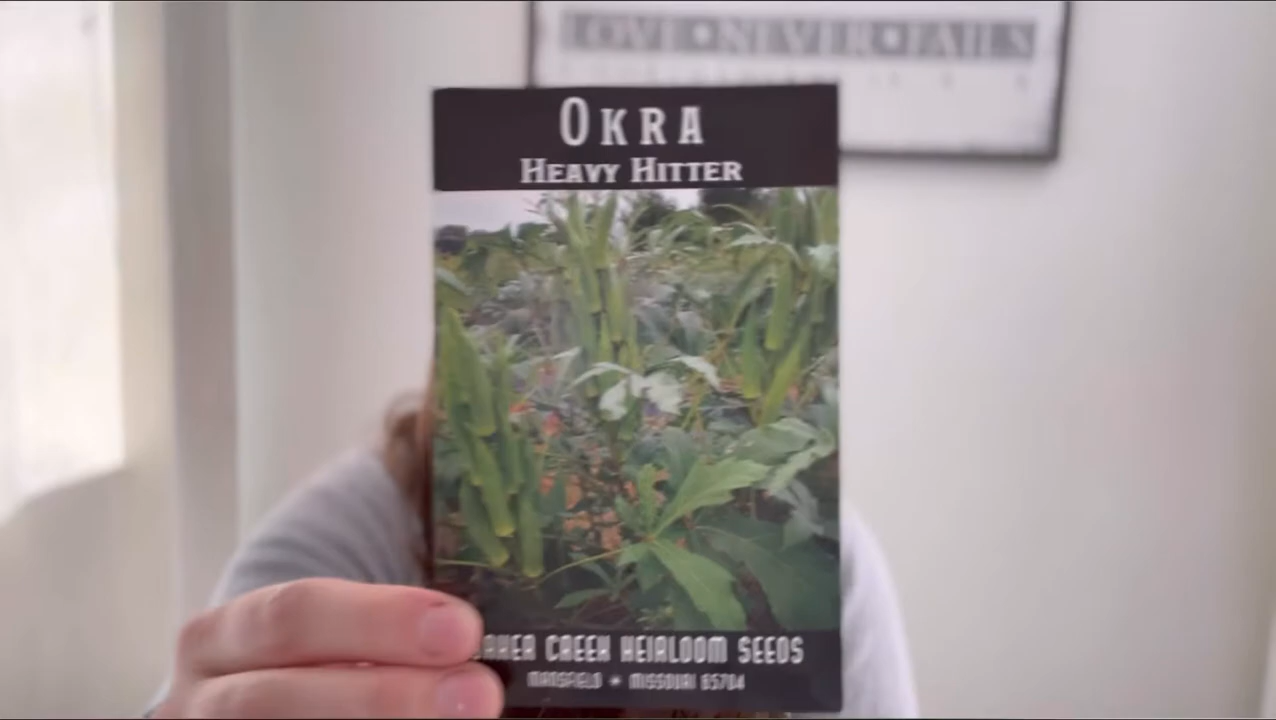 LOVE • NEVER • FAILS
OKRA
HEAVY HITTER
AKER CREEK HEIRLOOM SEEDS
MANSFIELD • MISSOURI 65704